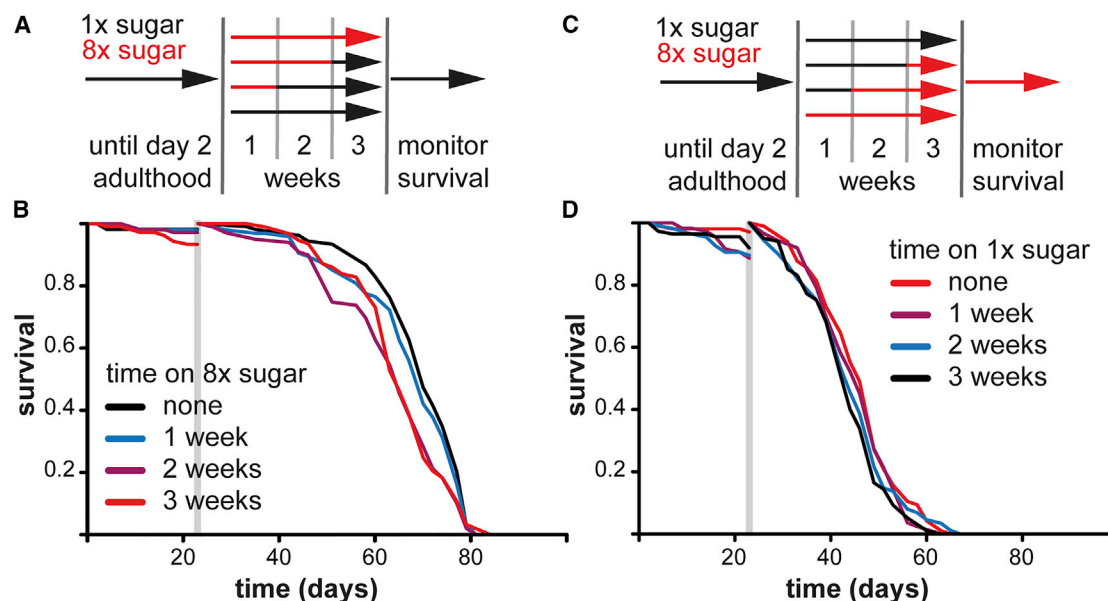 A
1x sugar
8x sugar
until day 2
adulthood
1 2 3
weeks
monitor
survival
B
survival
0.8
0.6
0.4
0.2
time on 8x sugar
none
1 week
2 weeks
3 weeks
20 40 60 80
time (days)
C
1x sugar
8x sugar
until day 2
adulthood
1 2 3
weeks
monitor
survival
D
survival
0.8
0.6
0.4
0.2
time on 1x sugar
none
1 week
2 weeks
3 weeks
20 40 60 80
time (days)